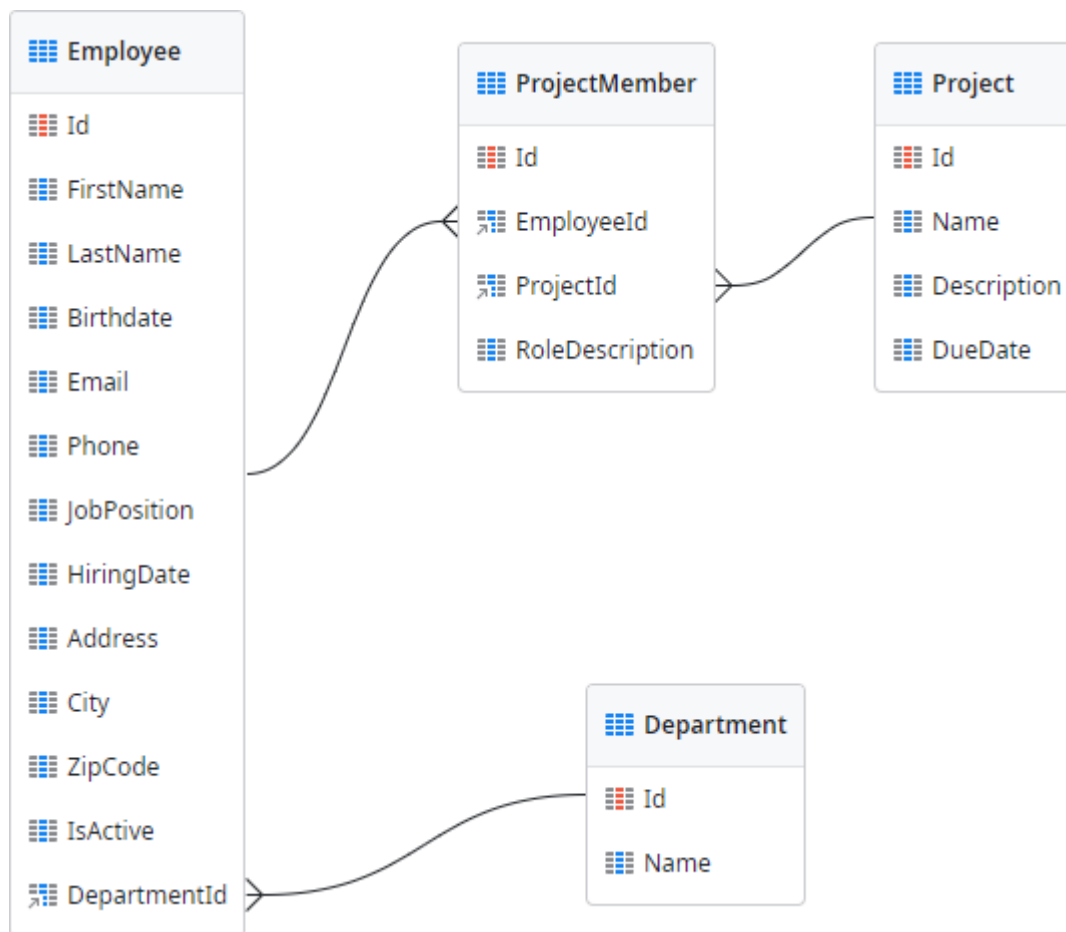 Employee
Id
FirstName
LastName
Birthdate
Email
Phone
JobPosition
HiringDate
Address
City
ZipCode
IsActive
DepartmentId
ProjectMember
Id
EmployeeId
ProjectId
RoleDescription
Project
Id
Name
Description
DueDate
Department
Id
Name